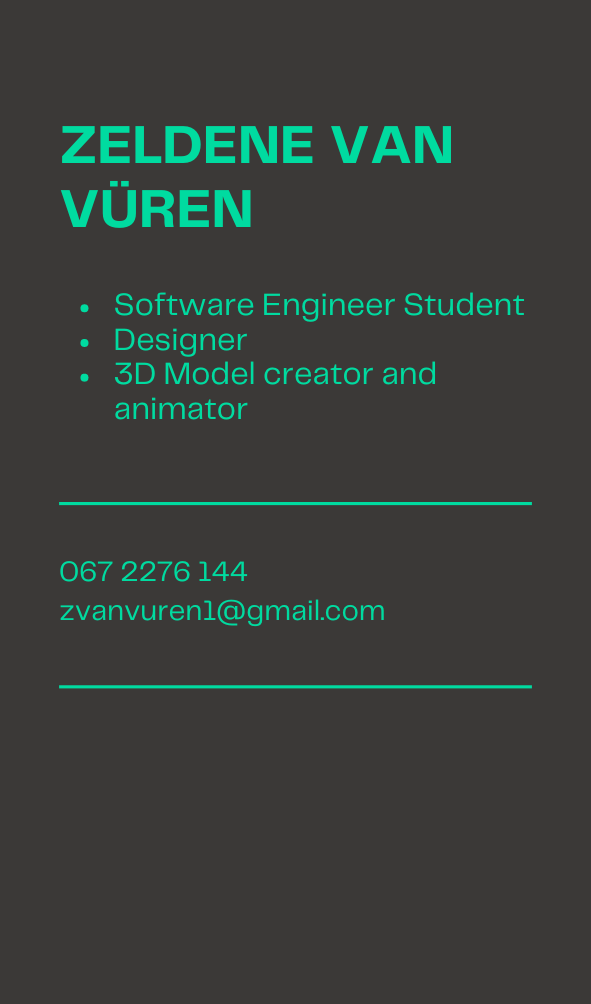 ZELDENE VAN
VÜREN
• Software Engineer Student
• Designer
• 3D Model creator and
animator
067 2276 144
zvanvuren1@gmail.com